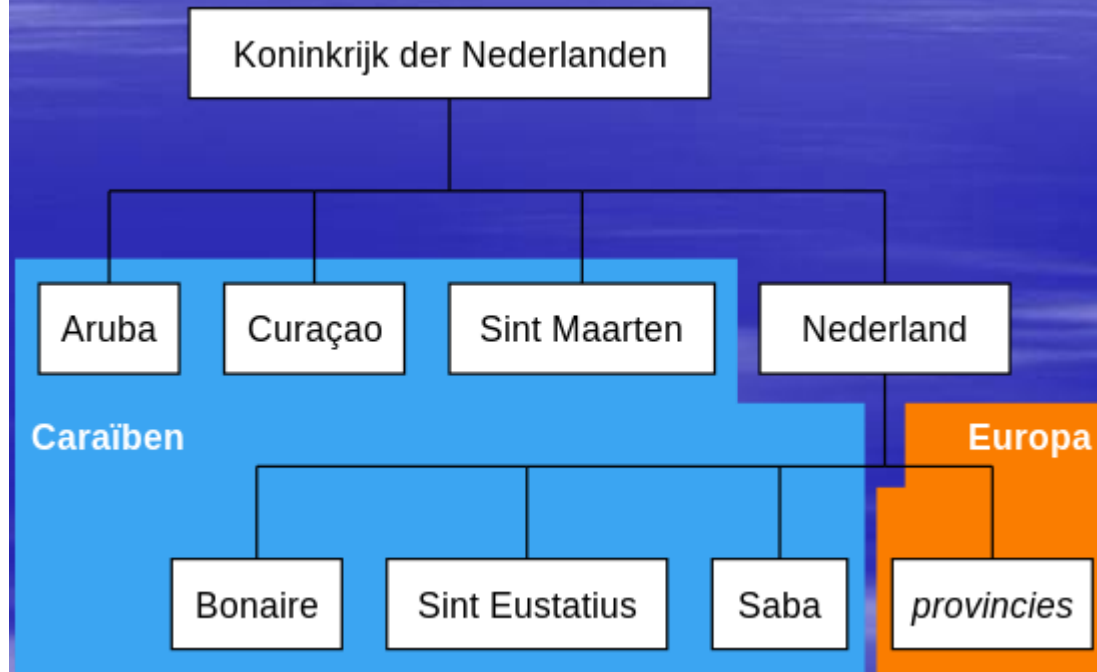 Koninkrijk der Nederlanden
Aruba
Curaçao
Sint Maarten
Nederland
Caraïben
Europa
Bonaire
Sint Eustatius
Saba
provincies